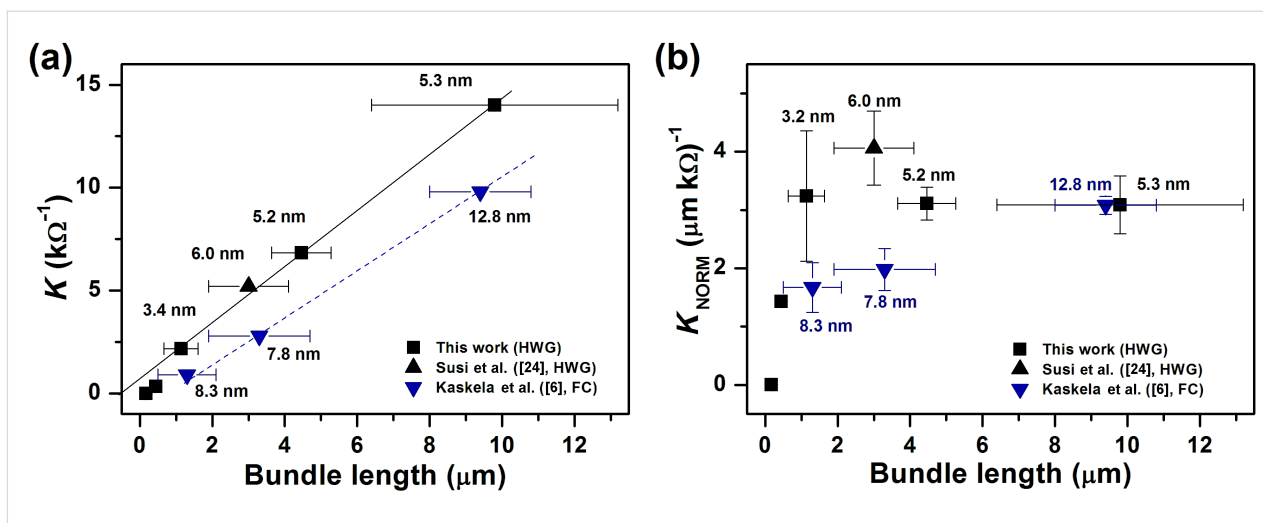 (a)
K (kΩ⁻¹)
15
10
5
0
5.3 nm
5.2 nm
12.8 nm
6.0 nm
3.4 nm
7.8 nm
8.3 nm
This work (HWG)
Susi et al. ([24], HWG)
Kaskela et al. ([6], FC)
0 2 4 6 8 10 12
Bundle length (μm)
(b)
K_NORM (μm kΩ)⁻¹
4
2
0
6.0 nm
3.2 nm
5.2 nm
12.8 nm
5.3 nm
7.8 nm
8.3 nm
This work (HWG)
Susi et al. ([24], HWG)
Kaskela et al. ([6], FC)
0 2 4 6 8 10 12
Bundle length (μm)